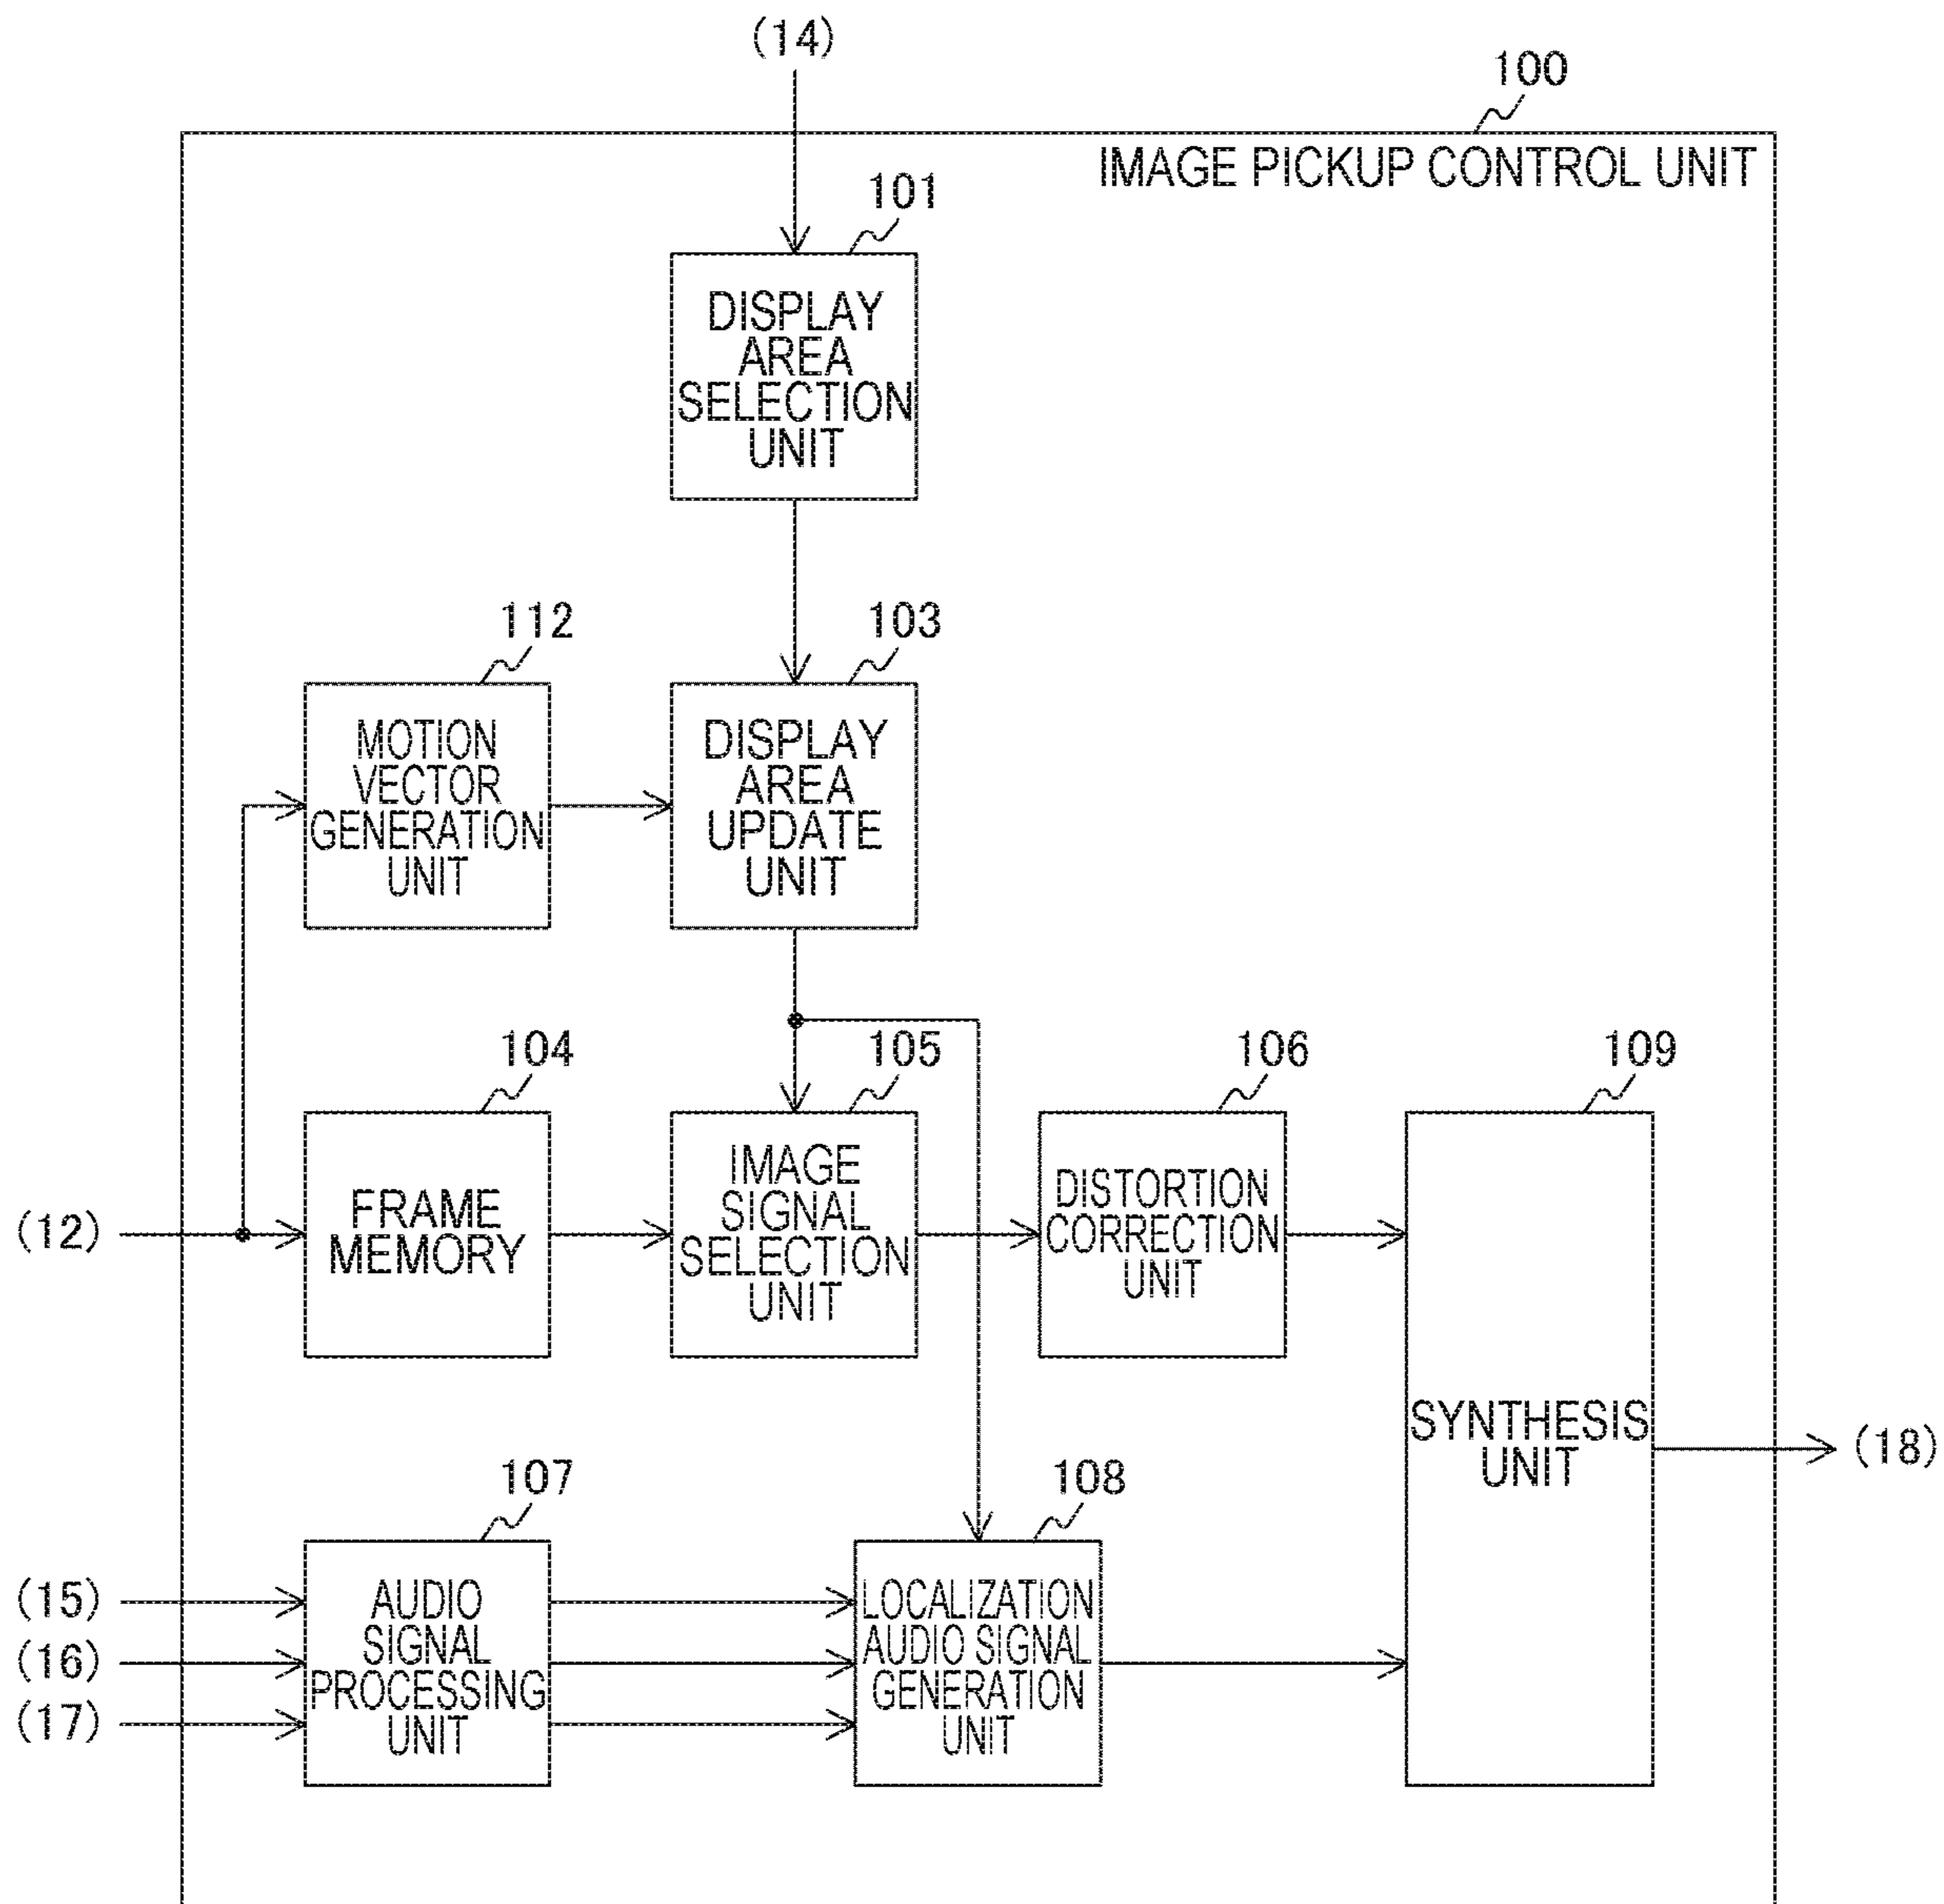 (14)
100
IMAGE PICKUP CONTROL UNIT
101
DISPLAY
AREA
SELECTION
UNIT
112
MOTION
VECTOR
GENERATION
UNIT
103
DISPLAY
AREA
UPDATE
UNIT
(12)
104
FRAME
MEMORY
105
IMAGE
SIGNAL
SELECTION
UNIT
106
DISTORTION
CORRECTION
UNIT
109
SYNTHESIS
UNIT
(18)
(15)
(16)
(17)
107
AUDIO
SIGNAL
PROCESSING
UNIT
108
LOCALIZATION
AUDIO SIGNAL
GENERATION
UNIT